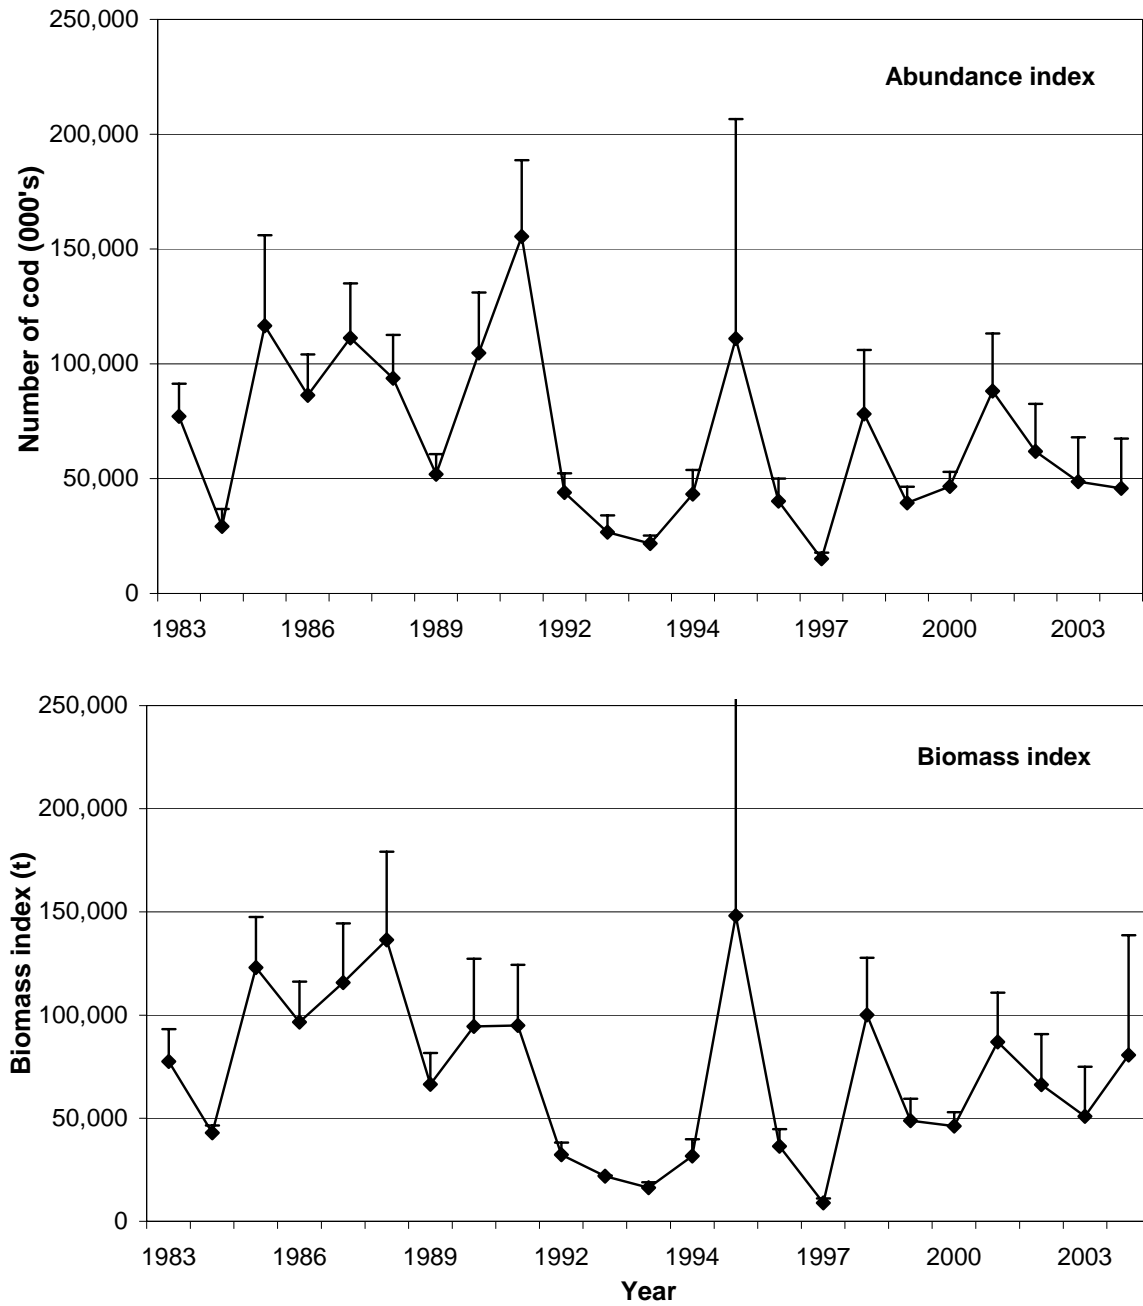 250,000
Abundance index
200,000
150,000
100,000
50,000
0
Number of cod (000's)
1983 1986 1989 1992 1994 1997 2000 2003
250,000
Biomass index
200,000
150,000
100,000
50,000
0
Biomass index (t)
1983 1986 1989 1992 1994 1997 2000 2003
Year